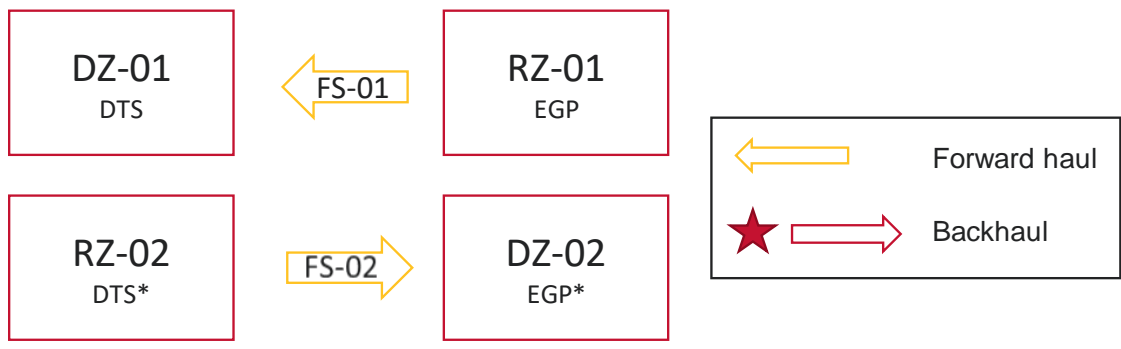 DZ-01
DTS
FS-01
RZ-01
EGP
Forward haul
Backhaul
RZ-02
DTS*
FS-02
DZ-02
EGP*